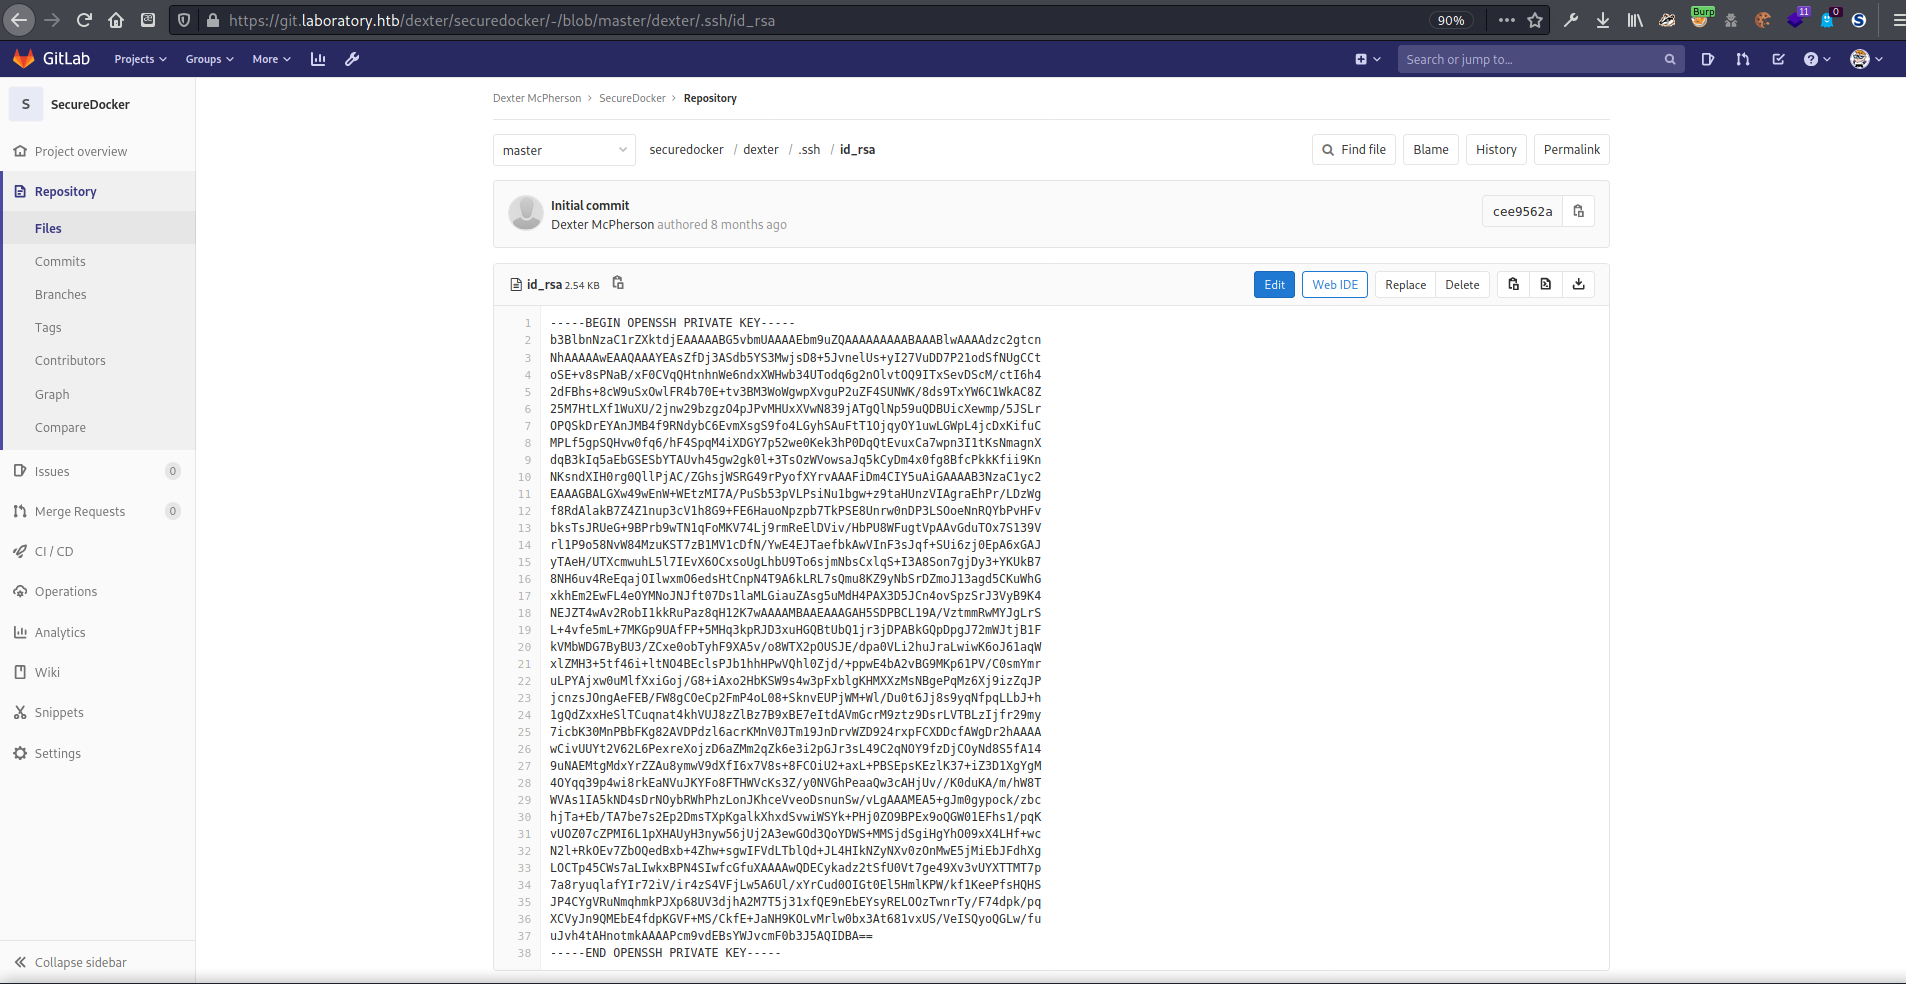 https://git.laboratory.htb/dexter/securedocker/-/blob/master/dexter/.ssh/id_rsa
90%
Burp
11
0
GitLab
Projects
Groups
More
Search or jump to...
S
SecureDocker
Project overview
Repository
Files
Commits
Branches
Tags
Contributors
Graph
Compare
Issues 0
Merge Requests 0
CI / CD
Operations
Analytics
Wiki
Snippets
Settings
Collapse sidebar
Dexter McPherson > SecureDocker > Repository
master
securedocker / dexter / .ssh / id_rsa
Find file
Blame
History
Permalink
Initial commit
Dexter McPherson authored 8 months ago
cee9562a
id_rsa 2.54 KB
Edit
Web IDE
Replace
Delete
1 -----BEGIN OPENSSH PRIVATE KEY-----
2 b3BlbnNzaC1rZXktdjEAAAAABG5vbmUAAAAEbm9uZQAAAAAAAAABAAABlwAAAAdzc2gtcn
3 NhAAAAAwEAAQAAAYEAsZfDj3ASdb5YS3MwjsD8+5JvnelUs+yI27VuDD7P21odSfNUgCCt
4 oSE+v8sPNaB/xF0CVqQHtnhnWe6ndxXWHwb34UTodq6g2nOlvtOQ9ITxSevDScM/ctI6h4
5 2dFBhs+8cW9uSxOwlFR4b70E+tv3BM3WoWgwpXvguP2uZF4SUNWK/8ds9TxYW6C1WkAC8Z
6 25M7HtLXf1WuXU/2jnw29bzgzO4pJPvMHUxXVwN839jATgQlNp59uQDBUicXewmp/5JSLr
7 OPQSkDrEYAnJMB4f9RNdybC6EvmXsgS9fo4LGyhSAuFtT1OjqyOY1uwLGWpL4jcDxKifuC
8 MPLf5gpSQHvw0fq6/hF4SpqM4iXDGY7p52we0Kek3hP0DqQtEvuxCa7wpn3I1tKsNmagnX
9 dqB3kIq5aEbGSESbYTAUvh45gw2gk0l+3TsOzWVowsaJq5kCyDm4x0fg8BfcPkkKfii9Kn
10 NKsndXIH0rg0QllPjAC/ZGhsjWSRG49rPyofXYrvAAAFiDm4CIY5uAiGAAAAB3NzaC1yc2
11 EAAAGBALGXw49wEnW+WEtzMI7A/PuSb53pVLPsiNu1bgw+z9taHUnzVIAgraEhPr/LDzWg
12 f8RdAlakB7Z4Z1nup3cV1h8G9+FE6HauoNpzpb7TkPSE8Unrw0nDP3LSOoeNnRQYbPvHFv
13 bksTsJRUeG+9BPrb9wTN1qFoMKV74Lj9rmReElDViv/HbPU8WFugtVpAAvGduTOx7S139V
14 rl1P9o58NvW84MzuKST7zB1MV1cDfN/YwE4EJTaefbkAwVInF3sJqf+SUi6zj0EpA6xGAJ
15 yTAeH/UTXcmwuhL5l7IEvX6OCxsoUgLhbU9To6sjmNbsCxlqS+I3A8Son7gjDy3+YKUkB7
16 8NH6uv4ReEqajOIlwxmO6edsHtCnpN4T9A6kLRL7sQmu8KZ9yNbSrDZmoJ13agd5CKuWhG
17 xkhEm2EwFL4eOYMNoJNJft07Ds1laMLGiauZAsg5uMdH4PAX3D5JCn4ovSpzSrJ3VyB9K4
18 NEJZT4wAv2RobI1kkRuPaz8qH12K7wAAAAMBAAEAAAGAH5SDPBCL19A/VztmmRwMYJgLrS
19 L+4vfe5mL+7MKGp9UAfFP+5MHq3kpRJD3xuHGQBtUbQ1jr3jDPABkGQpDpgJ72mWJtjB1F
20 kVMbWDG7ByBU3/ZCxe0obTyhF9XA5v/o8WTX2pOUSJE/dpa0VLi2huJraLwiwK6oJ61aqW
21 xlZMH3+5tf46i+ltNO4BEclsPJb1hhHPwVQhl0Zjd/+ppwE4bA2vBG9MKp61PV/C0smYmr
22 uLPYAjxw0uMlfXxiGoj/G8+iAxo2HbKSW9s4w3pFxblgKHMXXzMsNBgePqMz6Xj9izZqJP
23 jcnzsJOngAeFEB/FW8gCOeCp2FmP4oL08+SknvEUPjWM+Wl/Du0t6Jj8s9yqNfpqLLbJ+h
24 1gQdZxxHeSlTCuqnat4khVUJ8zZlBz7B9xBE7eItdAVmGcrM9ztz9DsrLVTBLzIjfr29my
25 7icbK30MnPBbFKg82AVDPdzl6acrKMnV0JTm19JnDrvWZD924rxpFCXDDcfAWgDr2hAAAA
26 wCivUUYt2V62L6PexreXojzD6aZMm2qZk6e3i2pGJr3sL49C2qNOY9fzDjCOyNd8S5fA14
27 9uNAEMtgMdxYrZZAu8ymwV9dXfI6x7V8s+8FCOiU2+axL+PBSEpsKEzlK37+iZ3D1XgYgM
28 4OYqq39p4wi8rkEaNVuJKYFo8FTHWVcKs3Z/y0NVGhPeaaQw3cAHjUv//K0duKA/m/hW8T
29 WVAs1IA5kND4sDrNOybRWhPhzLonJKhceVveoDsnunSw/vLgAAAMEA5+gJm0gypock/zbc
30 hjTa+Eb/TA7be7s2Ep2DmsTXpKgalkXhxdSvwiWSYk+PHj0ZO9BPEx9oQGW01EFhs1/pqK
31 vUOZ07cZPMI6L1pXHAUyH3nyw56jUj2A3ewGOd3QoYDWS+MMSjdSgiHgYhO09xX4LHf+wc
32 N2l+RkOEv7ZbOQedBxb+4Zhw+sgwIFVdLTblQd+JL4HIkNZyNXv0zOnMwE5jMiEbJFdhXg
33 LOCTp45CWs7aLIwkxBPN4SIwfcGfuXAAAAwQDECykadz2tSfU0Vt7ge49Xv3vUYXTTMT7p
34 7a8ryuqlafYIr72iV/ir4zS4VFjLw5A6Ul/xYrCud0OIGt0El5HmlKPW/kf1KeePfsHQHS
35 JP4CYgVRuNmqhmkPJXp68UV3djhA2M7T5j31xfQE9nEbEYsyRELOOzTwnrTy/F74dpk/pq
36 XCVyJn9QMEbE4fdpKGVF+MS/CkfE+JaNH9KOLvMrlw0bx3At681vxUS/VeISQyoQGLw/fu
37 uJvh4tAHnotmkAAAAPcm9vdEBsYWJvcmF0b3J5AQIDBA==
38 -----END OPENSSH PRIVATE KEY-----